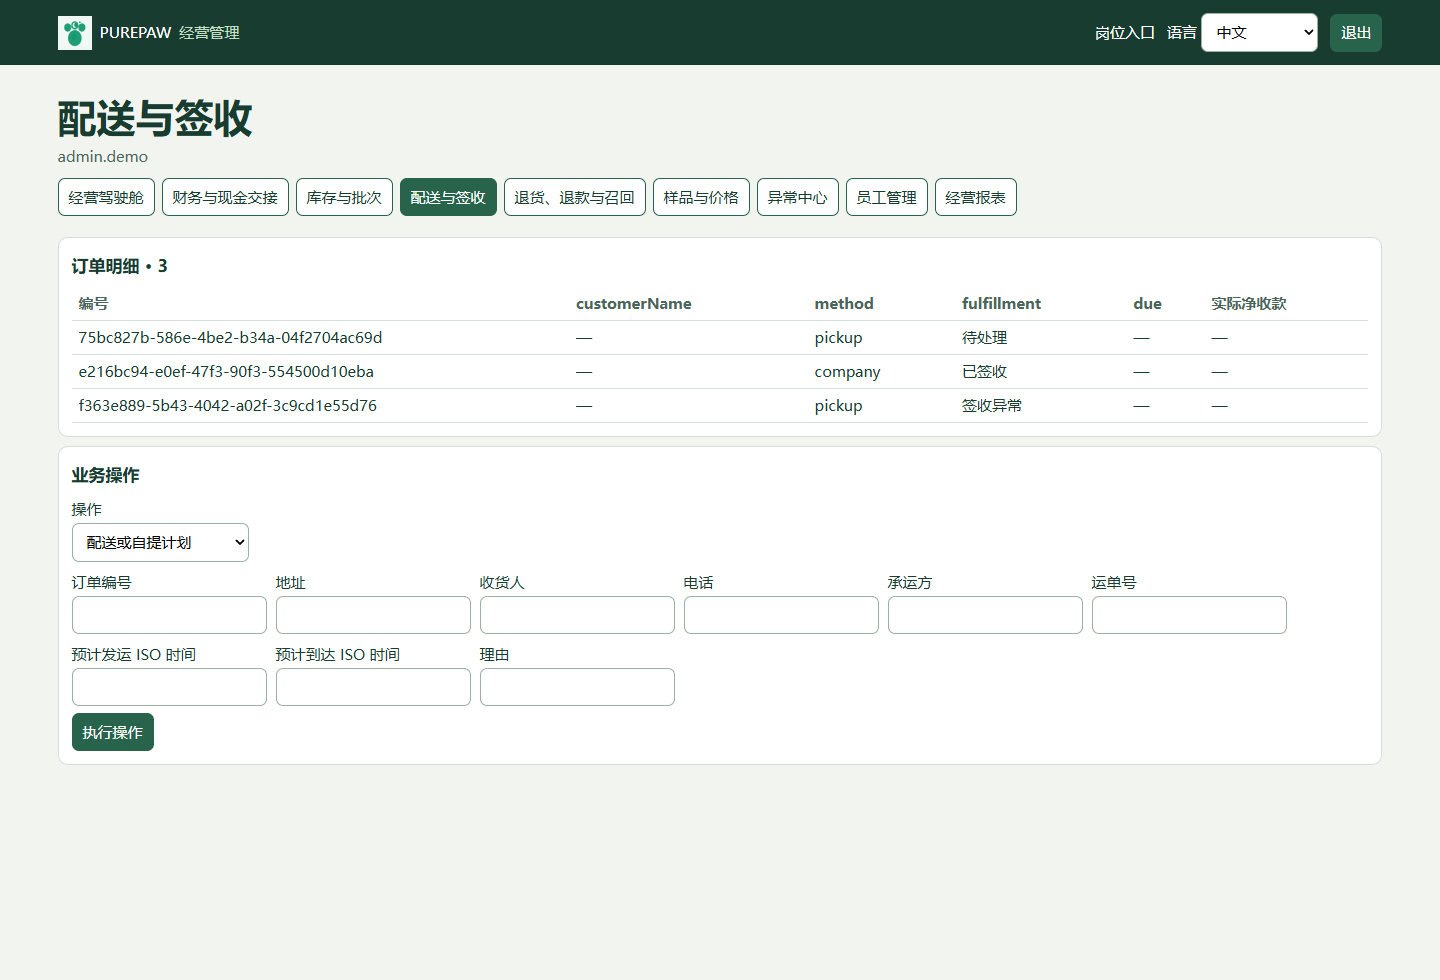 PUREPAW 经营管理
岗位入口 语言 中文 退出
配送与签收
admin.demo
经营驾驶舱 财务与现金交接 库存与批次 配送与签收 退货、退款与召回 样品与价格 异常中心 员工管理 经营报表
订单明细 • 3
编号 customerName method fulfillment due 实际净收款
75bc827b-586e-4be2-b34a-04f2704ac69d — pickup 待处理 — —
e216bc94-e0ef-47f3-90f3-554500d10eba — company 已签收 — —
f363e889-5b43-4042-a02f-3c9cd1e55d76 — pickup 签收异常 — —
业务操作
操作
配送或自提计划
订单编号 地址 收货人 电话 承运方 运单号
预计发运 ISO 时间 预计到达 ISO 时间 理由
执行操作